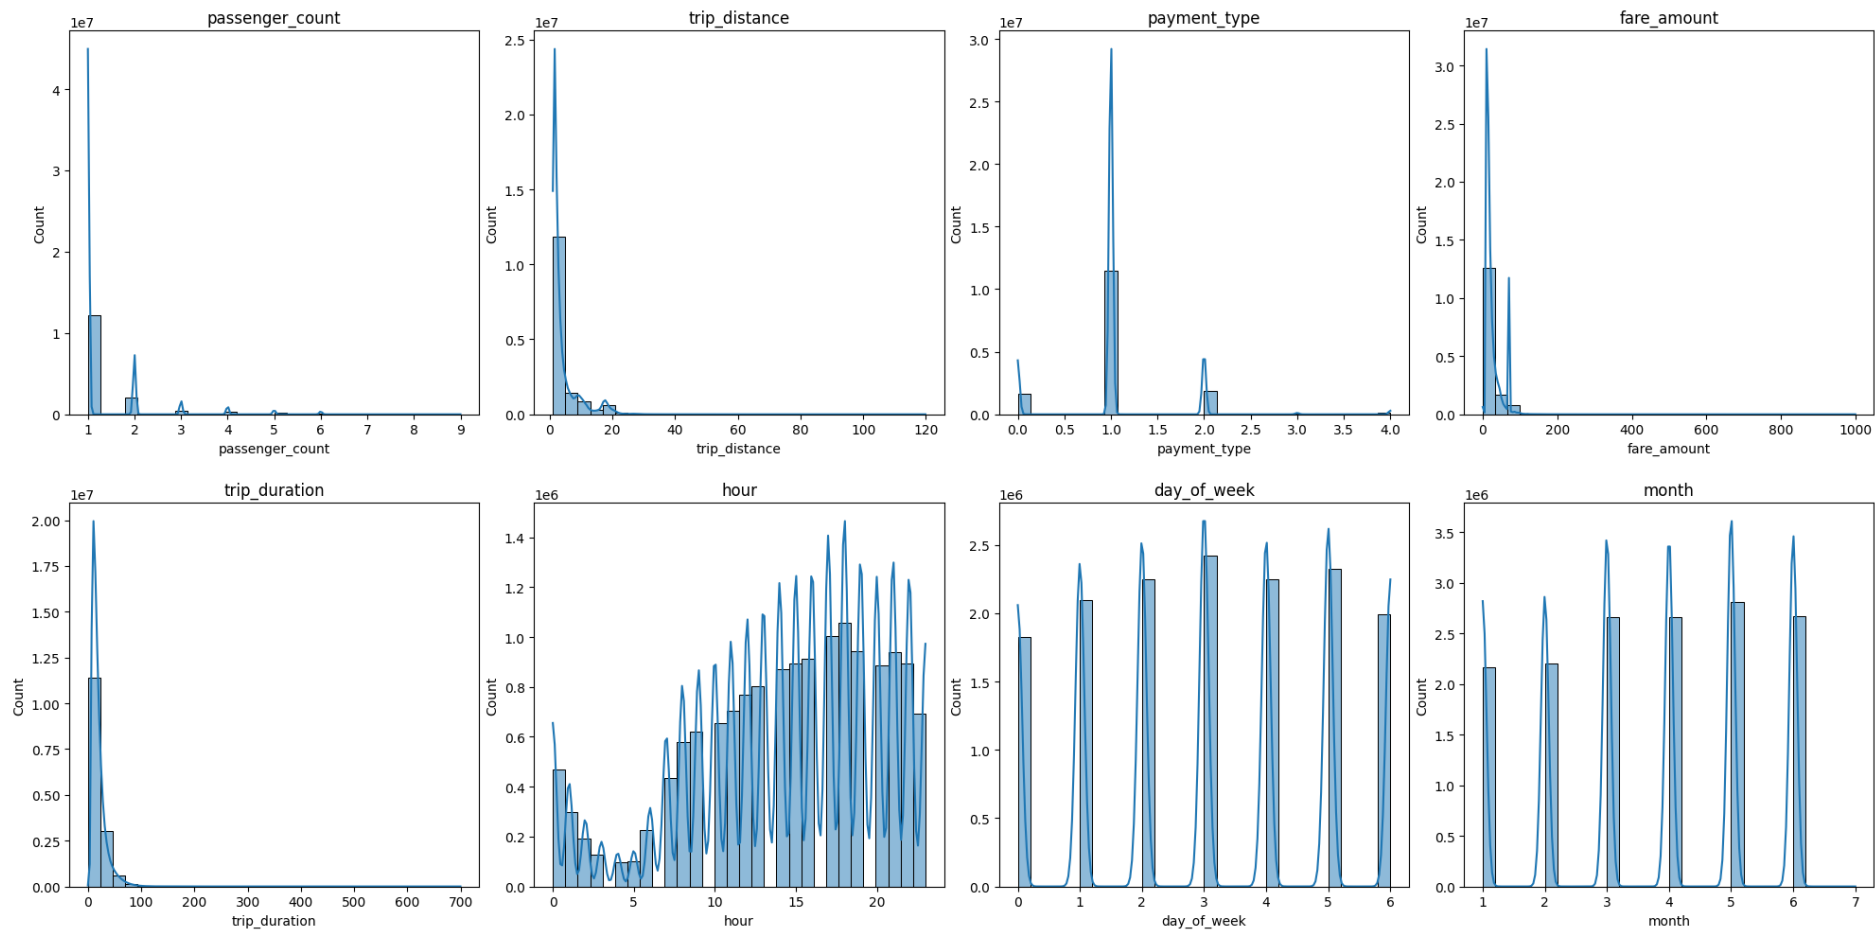 passenger_count
1e7
4
3
2
1
0
Count
1 2 3 4 5 6 7 8 9
passenger_count
trip_distance
1e7
2.5
2.0
1.5
1.0
0.5
0.0
Count
0 20 40 60 80 100 120
trip_distance
payment_type
1e7
3.0
2.5
2.0
1.5
1.0
0.5
0.0
Count
0.0 0.5 1.0 1.5 2.0 2.5 3.0 3.5 4.0
payment_type
fare_amount
1e7
3.0
2.5
2.0
1.5
1.0
0.5
0.0
Count
0 200 400 600 800 1000
fare_amount
trip_duration
1e7
2.00
1.75
1.50
1.25
1.00
0.75
0.50
0.25
0.00
Count
0 100 200 300 400 500 600 700
trip_duration
hour
1e6
1.4
1.2
1.0
0.8
0.6
0.4
0.2
0.0
Count
0 5 10 15 20
hour
day_of_week
1e6
2.5
2.0
1.5
1.0
0.5
0.0
Count
0 1 2 3 4 5 6
day_of_week
month
1e6
3.5
3.0
2.5
2.0
1.5
1.0
0.5
0.0
Count
1 2 3 4 5 6 7
month